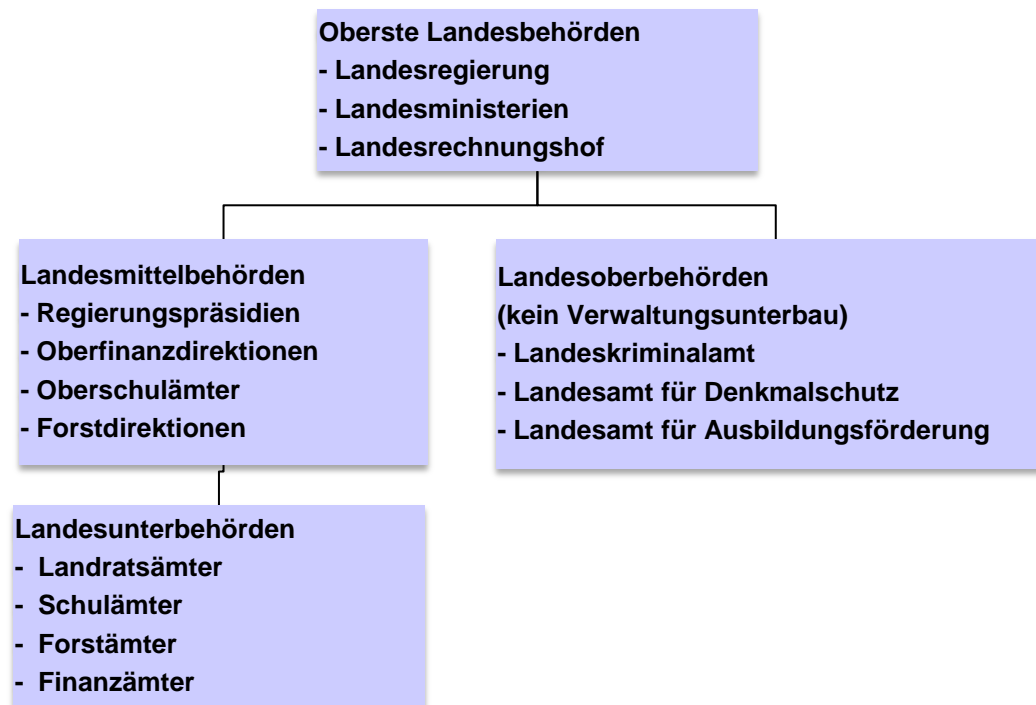 Oberste Landesbehörden
- Landesregierung
- Landesministerien
- Landesrechnungshof
Landesmittelbehörden
- Regierungspräsidien
- Oberfinanzdirektionen
- Oberschulämter
- Forstdirektionen
Landesoberbehörden
(kein Verwaltungsunterbau)
- Landeskriminalamt
- Landesamt für Denkmalschutz
- Landesamt für Ausbildungsförderung
Landesunterbehörden
- Landratsämter
- Schulämter
- Forstämter
- Finanzämter